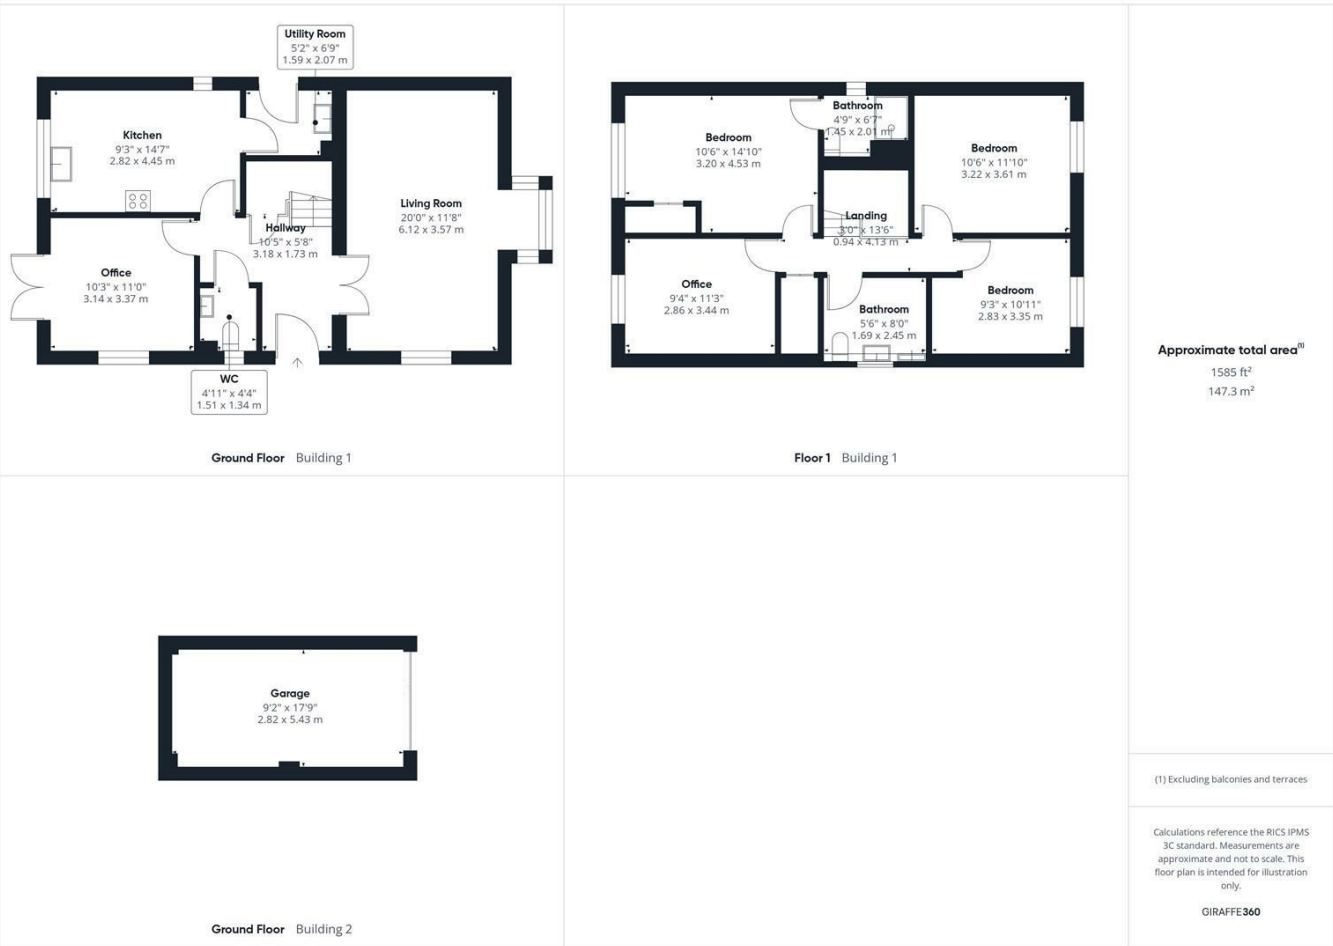 Utility Room
5'2" x 6'9"
1.59 x 2.07 m
Kitchen
9'3" x 14'7"
2.82 x 4.45 m
Living Room
20'0" x 11'8"
6.12 x 3.57 m
Hallway
10'5" x 5'8"
3.18 x 1.73 m
Office
10'3" x 11'0"
3.14 x 3.37 m
WC
4'11" x 4'4"
1.51 x 1.34 m
Ground Floor Building 1
Bathroom
4'9" x 6'7"
1.45 x 2.01 m
Bedroom
10'6" x 14'10"
3.20 x 4.53 m
Bedroom
10'6" x 11'10"
3.22 x 3.61 m
Landing
3'0" x 13'6"
0.94 x 4.13 m
Office
9'4" x 11'3"
2.86 x 3.44 m
Bathroom
5'6" x 8'0"
1.69 x 2.45 m
Bedroom
9'3" x 10'11"
2.83 x 3.35 m
Floor 1 Building 1
Garage
9'2" x 17'9"
2.82 x 5.43 m
Ground Floor Building 2
Approximate total area(1)
1585 ft²
147.3 m²
(1) Excluding balconies and terraces
Calculations reference the RICS IPMS
3C standard. Measurements are
approximate and not to scale. This
floor plan is intended for illustration
only.
GIRAFFE360